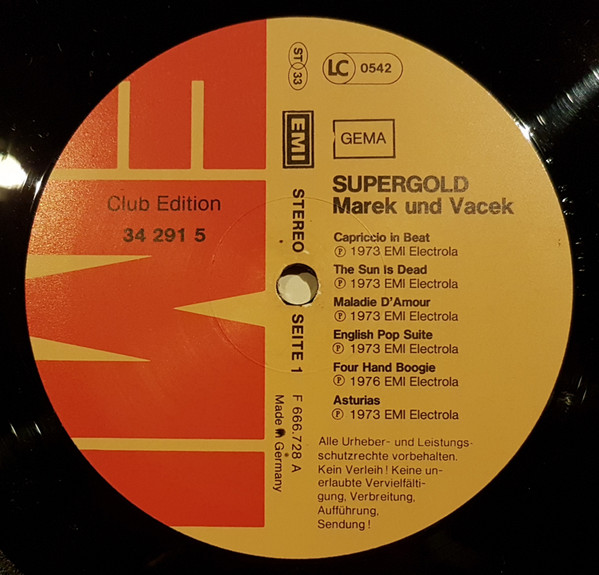 ST 33
LC 0542
EMI
GEMA
Club Edition
34 291 5
STEREO SEITE 1
F 666.728 A
Made in Germany
SUPERGOLD
Marek und Vacek
Capriccio in Beat
Ⓟ 1973 EMI Electrola
The Sun Is Dead
Ⓟ 1973 EMI Electrola
Maladie D'Amour
Ⓟ 1973 EMI Electrola
English Pop Suite
Ⓟ 1973 EMI Electrola
Four Hand Boogie
Ⓟ 1976 EMI Electrola
Asturias
Ⓟ 1973 EMI Electrola
Alle Urheber- und Leistungs-
schutzrechte vorbehalten.
Kein Verleih! Keine un-
erlaubte Vervielfälti-
gung, Verbreitung,
Aufführung,
Sendung!